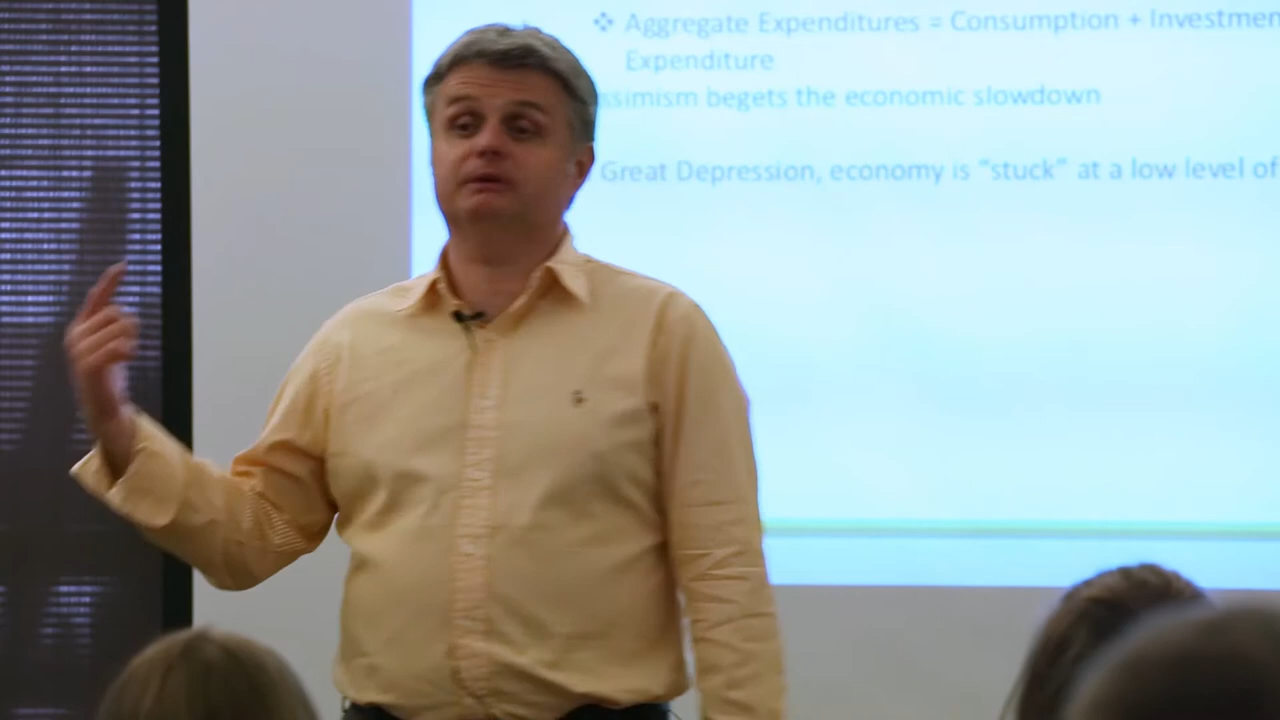 ❖ Aggregate Expenditures = Consumption + Investmen
Expenditure
ssimism begets the economic slowdown
Great Depression, economy is “stuck” at a low level of